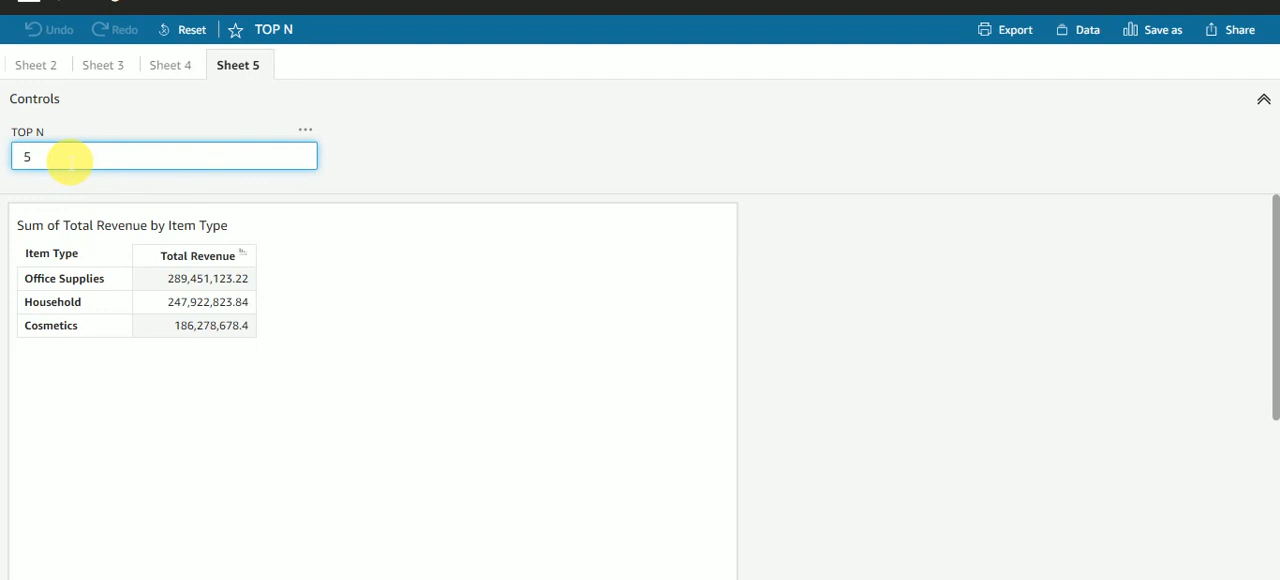 Undo Redo Reset TOP N Export Data Save as Share
Sheet 2 Sheet 3 Sheet 4 Sheet 5
Controls
TOP N
5
Sum of Total Revenue by Item Type
Item Type Total Revenue
Office Supplies 289,451,123.22
Household 247,922,823.84
Cosmetics 186,278,678.4